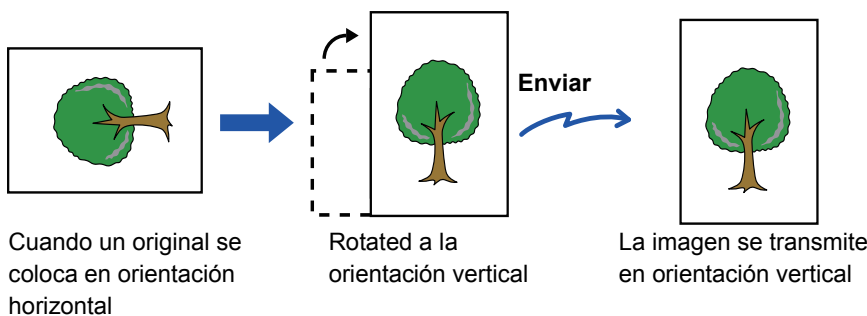 Enviar
Cuando un original se
coloca en orientación
horizontal
Rotated a la
orientación vertical
La imagen se transmite
en orientación vertical